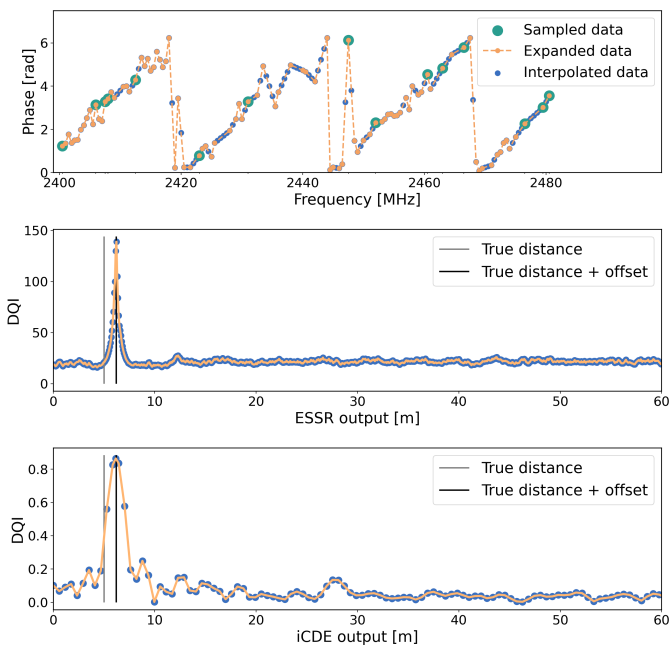 Sampled data
Expanded data
Interpolated data
6
4
2
0
Phase [rad]
2400 2420 2440 2460 2480
Frequency [MHz]
150
100
50
0
DQI
True distance
True distance + offset
0 10 20 30 40 50 60
ESSR output [m]
0.8
0.6
0.4
0.2
0.0
DQI
True distance
True distance + offset
0 10 20 30 40 50 60
iCDE output [m]